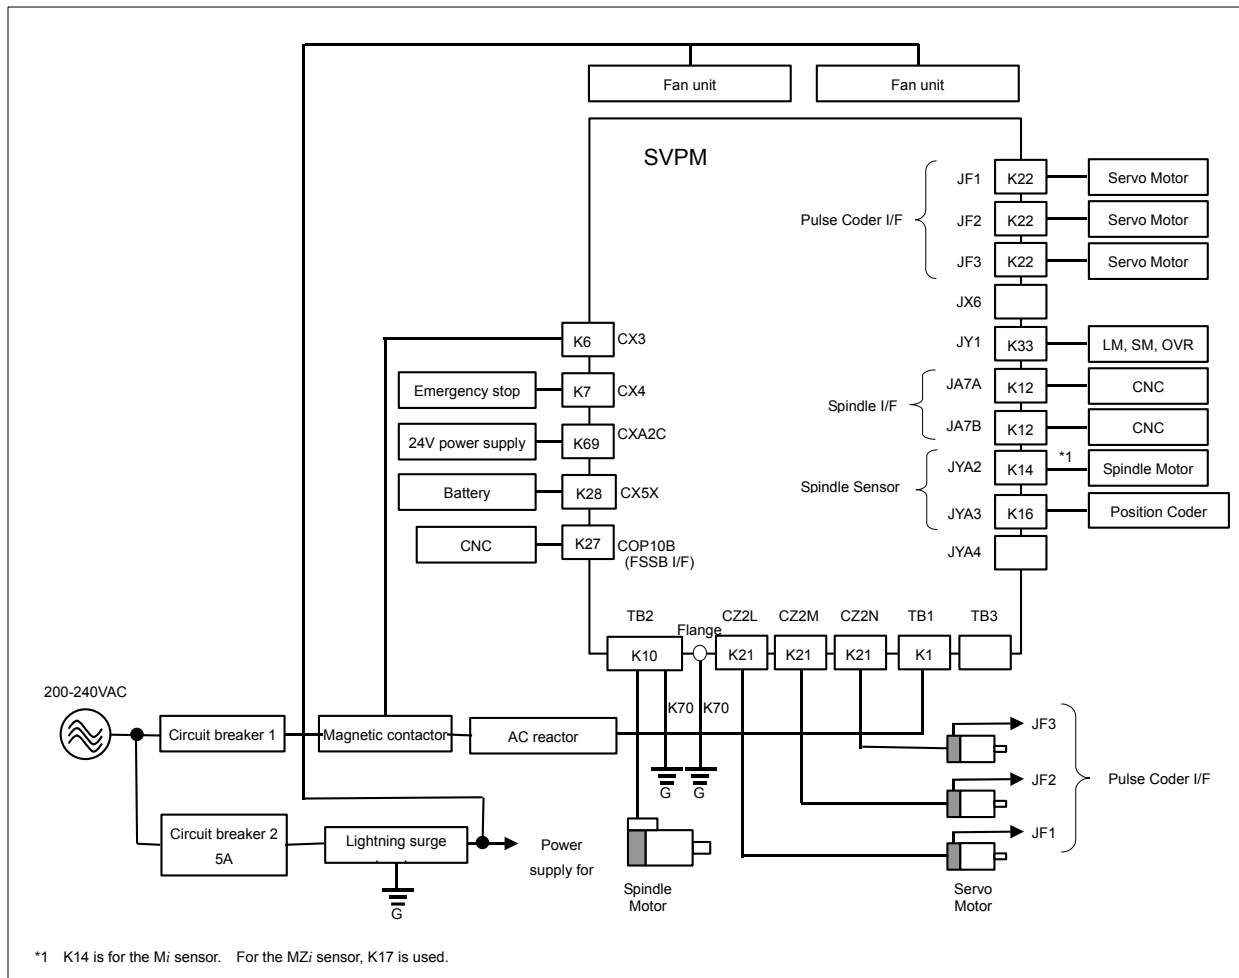 Fan unit
Fan unit
SVPM
JF1
K22
Servo Motor
Pulse Coder I/F
JF2
K22
Servo Motor
JF3
K22
Servo Motor
JX6
K6
CX3
JY1
K33
LM, SM, OVR
Emergency stop
K7
CX4
JA7A
K12
CNC
Spindle I/F
JA7B
K12
CNC
24V power supply
K69
CXA2C
JYA2
K14
*1
Spindle Motor
Spindle Sensor
Battery
K28
CX5X
JYA3
K16
Position Coder
CNC
K27
COP10B
(FSSB I/F)
JYA4
TB2
Flange
CZ2L
CZ2M
CZ2N
TB1
TB3
K10
K21
K21
K21
K1
200-240VAC
K70
K70
Circuit breaker 1
Magnetic contactor
AC reactor
JF3
G
G
JF2
Pulse Coder I/F
Circuit breaker 2
5A
Lightning surge
Power
supply for
JF1
G
Spindle
Motor
Servo
Motor
*1 K14 is for the Mi sensor. For the MZi sensor, K17 is used.